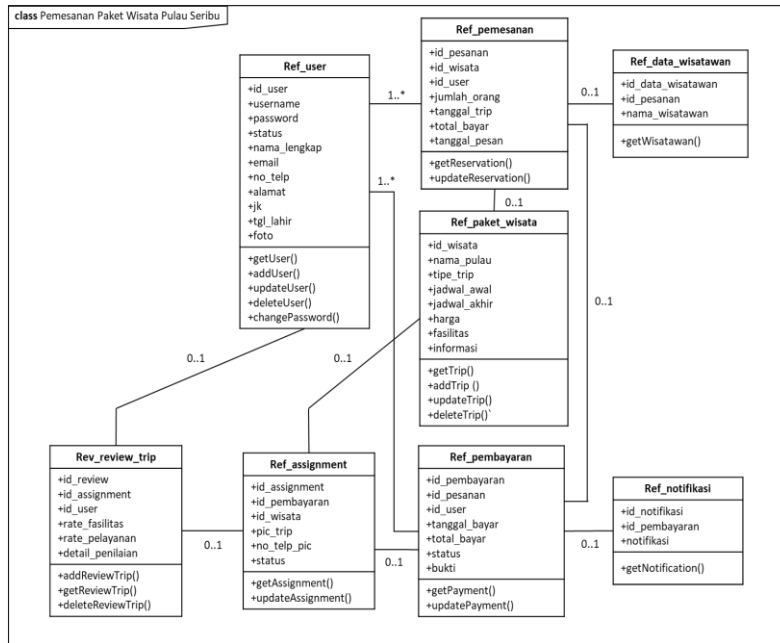 class Pemesanan Paket Wisata Pulau Seribu
Ref_user
+id_user
+username
+password
+status
+nama_lengkap
+email
+no_telp
+alamat
+jk
+tgl_lahir
+foto
+getUser()
+addUser()
+updateUser()
+deleteUser()
+changePassword()
1..*
1..*
Ref_pemesanan
+id_pesanan
+id_wisata
+id_user
+jumlah_orang
+tanggal_trip
+total_bayar
+tanggal_pesan
+getReservation()
+updateReservation()
0..1
Ref_data_wisatawan
+id_data_wisatawan
+id_pesanan
+nama_wisatawan
+getWisatawan()
0..1
Ref_paket_wisata
+id_wisata
+nama_pulau
+tipe_trip
+jadwal_awal
+jadwal_akhir
+harga
+fasilitas
+informasi
+getTrip()
+addTrip ()
+updateTrip()
+deleteTrip()`
0..1
0..1
0..1
Rev_review_trip
+id_review
+id_assignment
+id_user
+rate_fasilitas
+rate_pelayanan
+detail_penilaian
+addReviewTrip()
+getReviewTrip()
+deleteReviewTrip()
0..1
Ref_assignment
+id_assignment
+id_pembayaran
+id_wisata
+pic_trip
+no_telp_pic
+status
+getAssignment()
+updateAssignment()
0..1
Ref_pembayaran
+id_pembayaran
+id_pesanan
+id_user
+tanggal_bayar
+total_bayar
+status
+bukti
+getPayment()
+updatePayment()
0..1
Ref_notifikasi
+id_notifikasi
+id_pembayaran
+notifikasi
+getNotification()